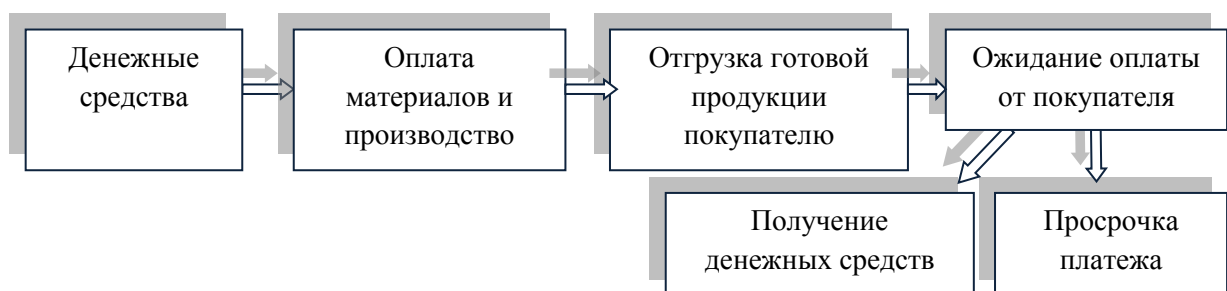 Денежные
средства
Оплата
материалов и
производство
Отгрузка готовой
продукции
покупателю
Ожидание оплаты
от покупателя
Получение
денежных средств
Просрочка
платежа